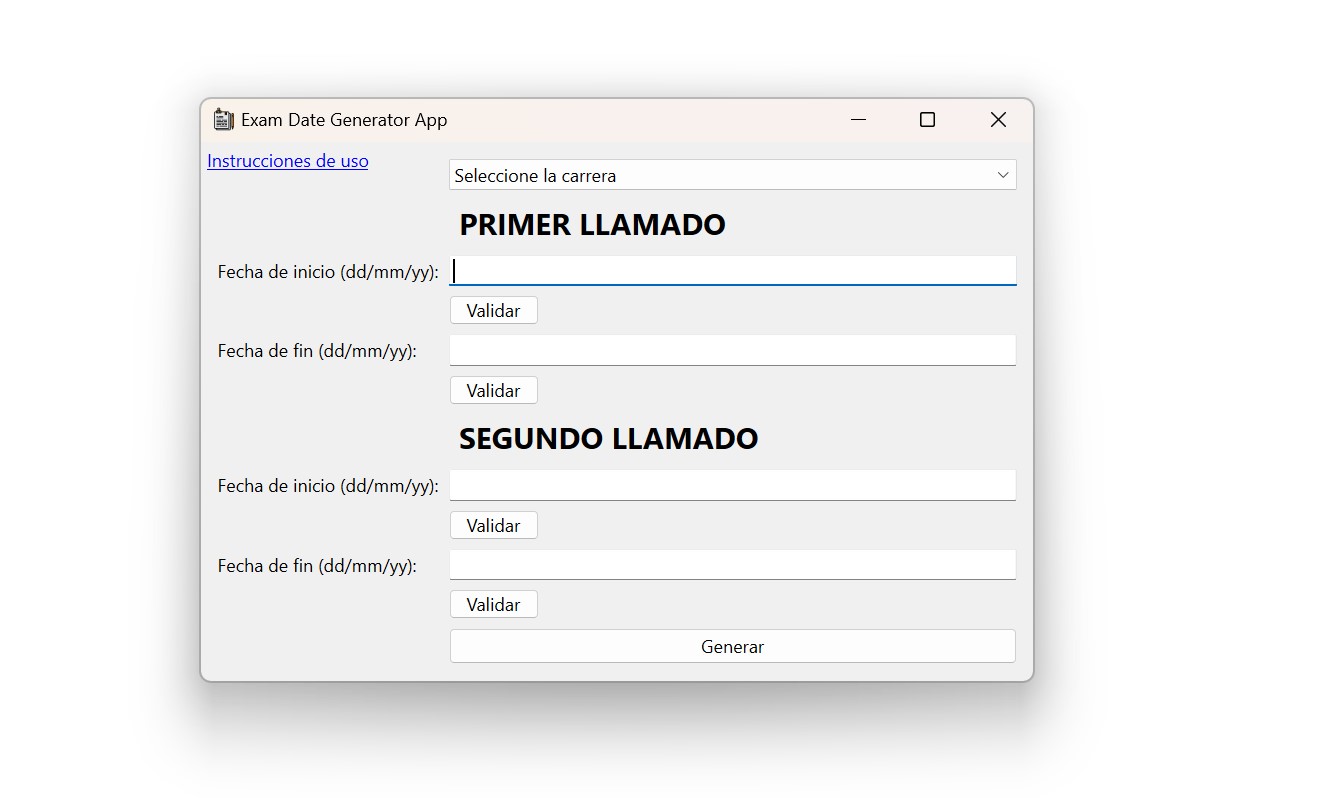 Exam Date Generator App
Instrucciones de uso
Seleccione la carrera
PRIMER LLAMADO
Fecha de inicio (dd/mm/yy):
Validar
Fecha de fin (dd/mm/yy):
Validar
SEGUNDO LLAMADO
Fecha de inicio (dd/mm/yy):
Validar
Fecha de fin (dd/mm/yy):
Validar
Generar